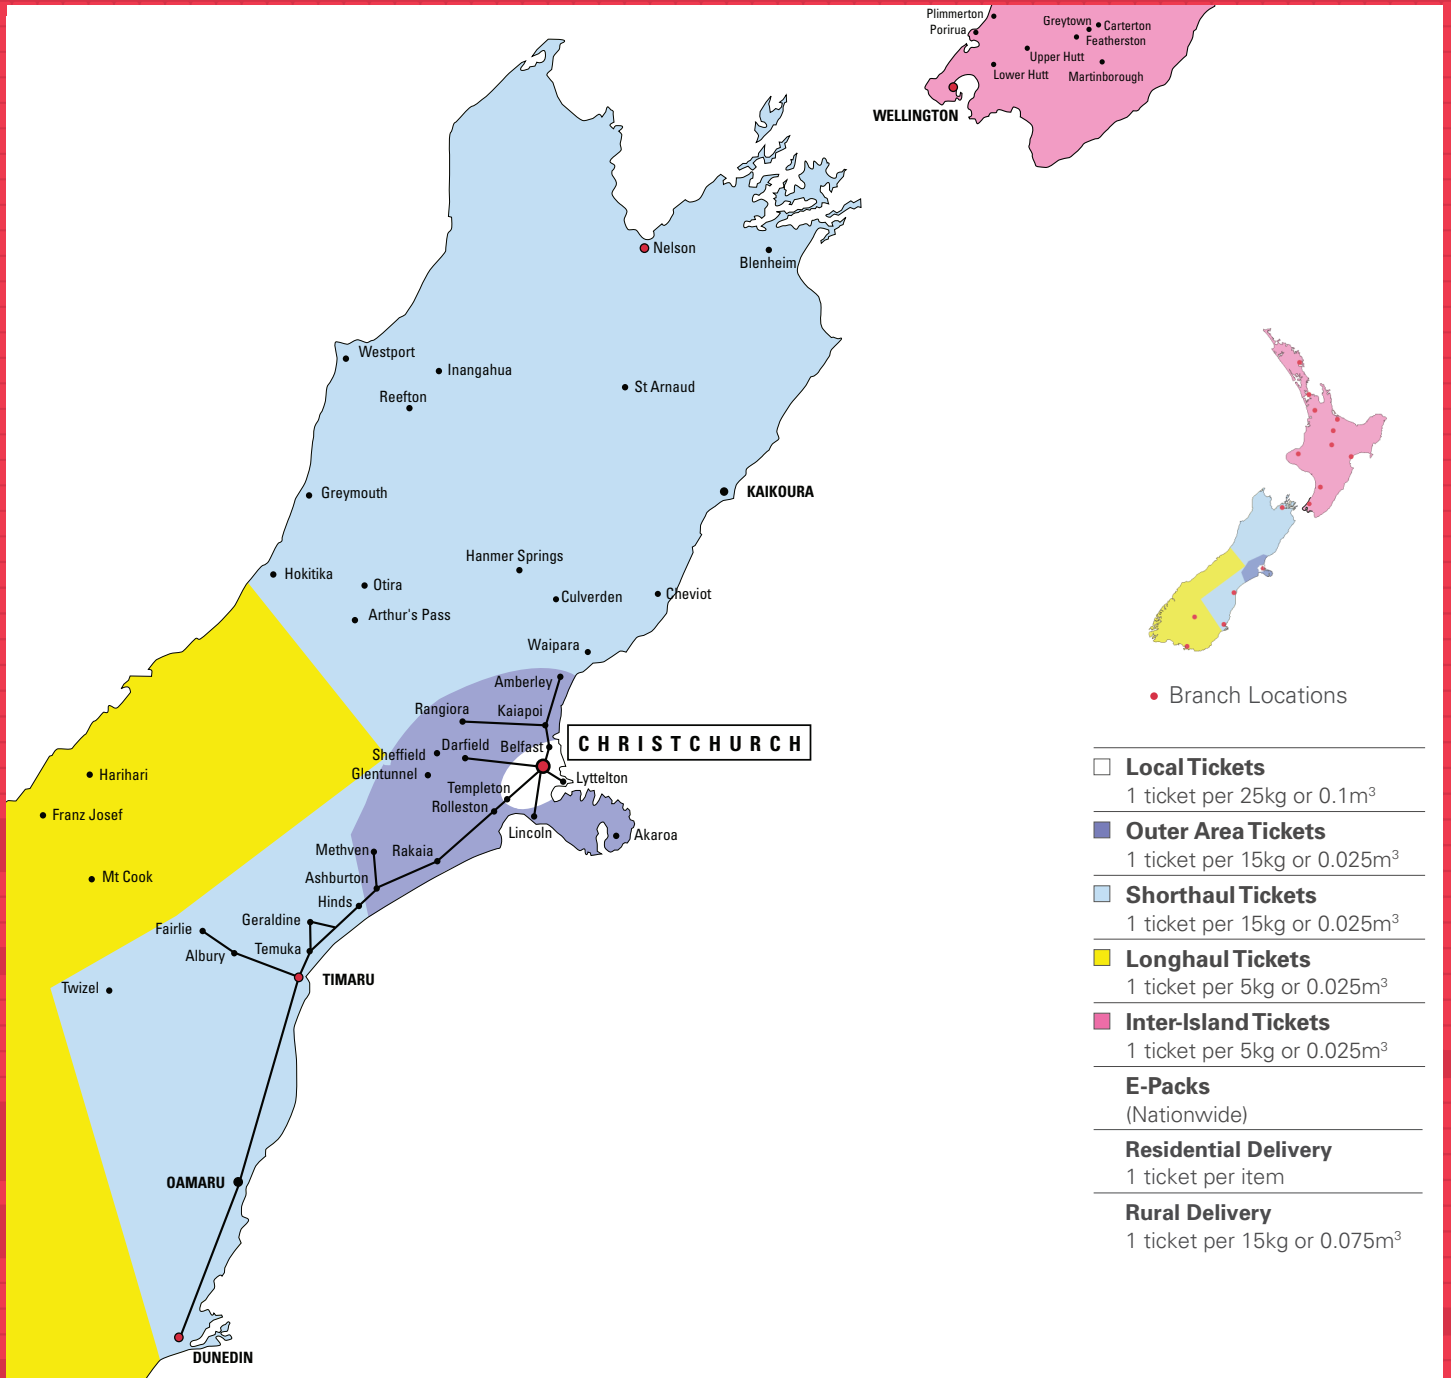 Plimmerton
Porirua
Greytown
Carterton
Featherston
Upper Hutt
Lower Hutt
Martinborough
WELLINGTON
Nelson
Blenheim
Westport
Inangahua
Reefton
St Arnaud
Greymouth
KAIKOURA
Hanmer Springs
Hokitika
Otira
Culverden
Cheviot
Arthur's Pass
Waipara
Amberley
Rangiora
Kaiapoi
Sheffield
Darfield
Belfast
CHRISTCHURCH
Glentunnel
Lyttelton
Templeton
Rolleston
Lincoln
Akaroa
Harihari
Franz Josef
Mt Cook
Methven
Rakaia
Ashburton
Hinds
Geraldine
Fairlie
Temuka
Albury
TIMARU
Twizel
OAMARU
DUNEDIN
Branch Locations
Local Tickets
1 ticket per 25kg or 0.1m³
Outer Area Tickets
1 ticket per 15kg or 0.025m³
Shorthaul Tickets
1 ticket per 15kg or 0.025m³
Longhaul Tickets
1 ticket per 5kg or 0.025m³
Inter-Island Tickets
1 ticket per 5kg or 0.025m³
E-Packs
(Nationwide)
Residential Delivery
1 ticket per item
Rural Delivery
1 ticket per 15kg or 0.075m³